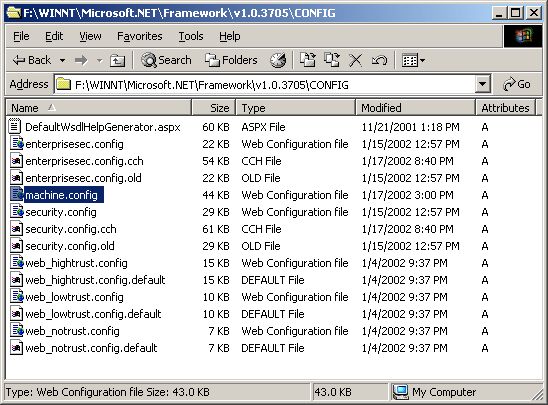 F:\WINNT\Microsoft.NET\Framework\v1.0.3705\CONFIG
File Edit View Favorites Tools Help
Back Search Folders
Address F:\WINNT\Microsoft.NET\Framework\v1.0.3705\CONFIG Go
Name Size Type Modified Attributes
DefaultWsdlHelpGenerator.aspx 60 KB ASPX File 11/21/2001 1:18 PM A
enterprisesec.config 22 KB Web Configuration file 1/15/2002 12:57 PM A
enterprisesec.config.cch 54 KB CCH File 1/17/2002 8:40 PM A
enterprisesec.config.old 22 KB OLD File 1/15/2002 12:57 PM A
machine.config 44 KB Web Configuration file 1/17/2002 3:00 PM A
security.config 29 KB Web Configuration file 1/15/2002 12:57 PM A
security.config.cch 61 KB CCH File 1/17/2002 8:40 PM A
security.config.old 29 KB OLD File 1/15/2002 12:57 PM A
web_hightrust.config 15 KB Web Configuration file 1/4/2002 9:37 PM A
web_hightrust.config.default 15 KB DEFAULT File 1/4/2002 9:37 PM A
web_lowtrust.config 10 KB Web Configuration file 1/4/2002 9:37 PM A
web_lowtrust.config.default 10 KB DEFAULT File 1/4/2002 9:37 PM A
web_notrust.config 7 KB Web Configuration file 1/4/2002 9:37 PM A
web_notrust.config.default 7 KB DEFAULT File 1/4/2002 9:37 PM A
Type: Web Configuration file Size: 43.0 KB 43.0 KB My Computer